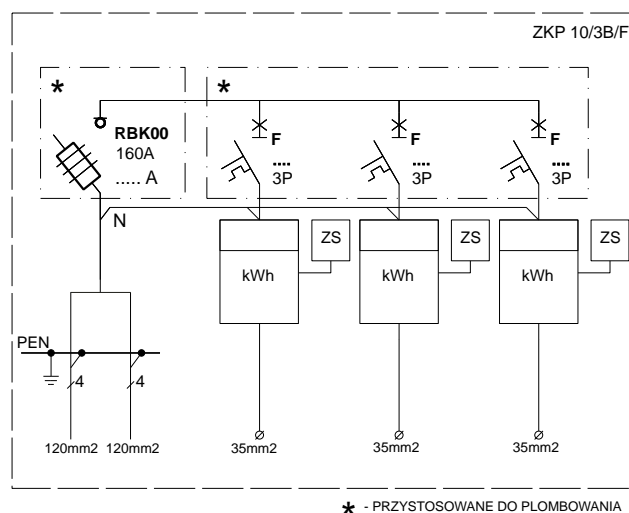 ZKP 10/3B/F
*
*
RBK00
160A
..... A
F
....
3P
F
....
3P
F
....
3P
N
kWh
ZS
kWh
ZS
kWh
ZS
PEN
4
4
120mm2
120mm2
35mm2
35mm2
35mm2
* - PRZYSTOSOWANE DO PLOMBOWANIA